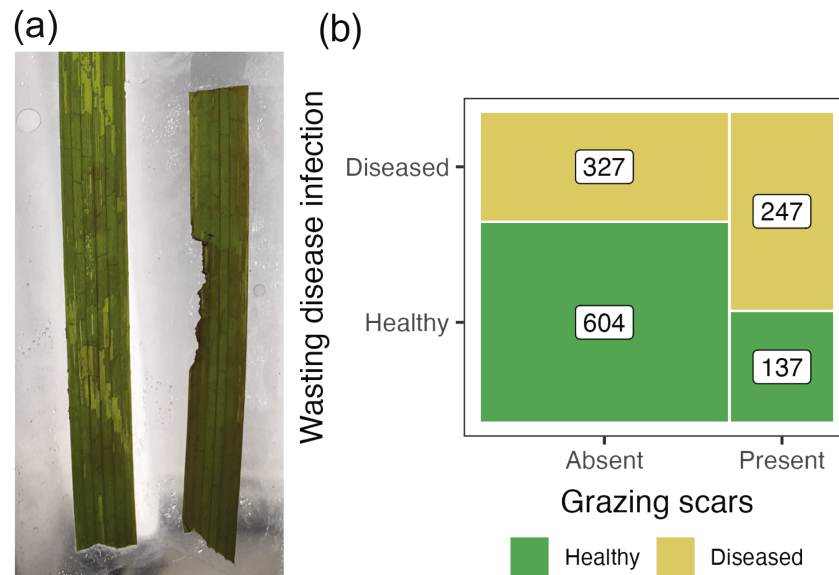 (a)
(b)
Wasting disease infection
Diseased
Healthy
327
247
604
137
Absent
Present
Grazing scars
Healthy
Diseased